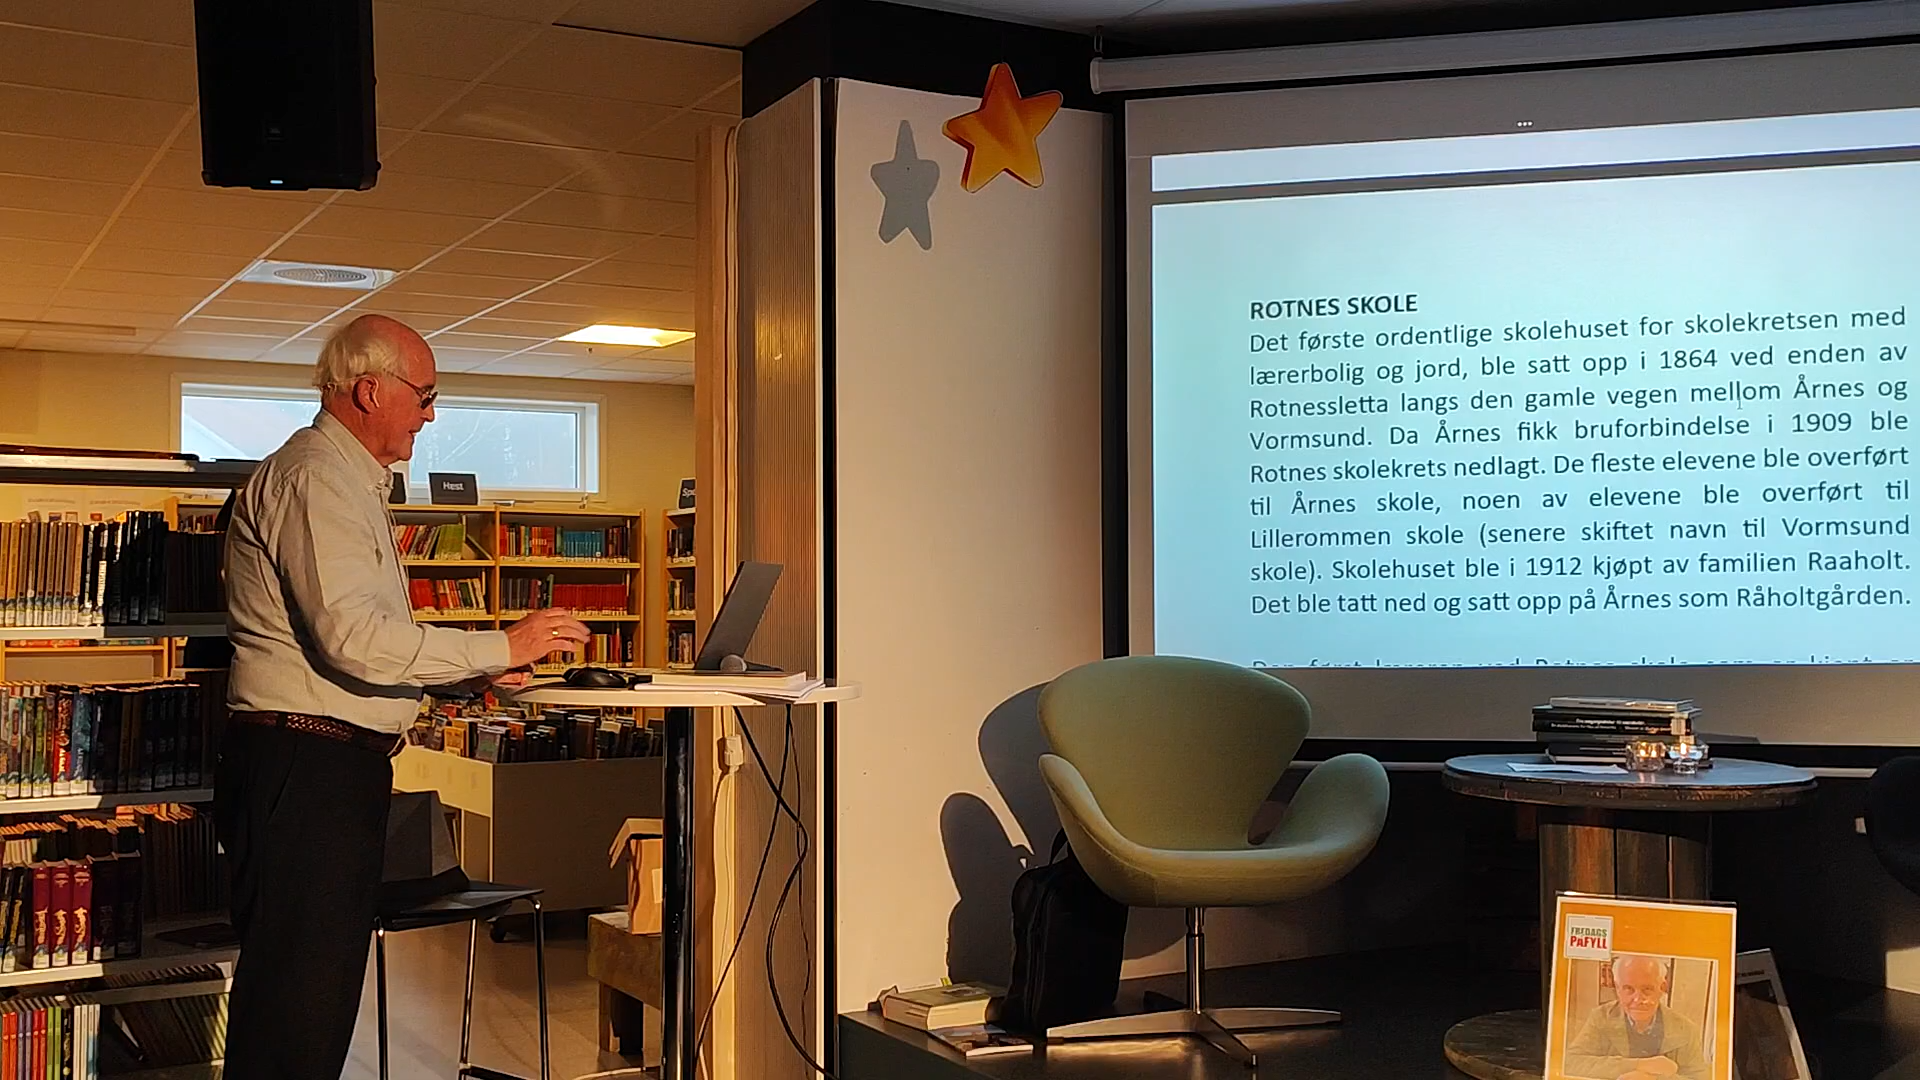 Hest
ROTNES SKOLE
Det første ordentlige skolehuset for skolekretsen med
lærerbolig og jord, ble satt opp i 1864 ved enden av
Rotnessletta langs den gamle vegen mellom Årnes og
Vormsund. Da Årnes fikk bruforbindelse i 1909 ble
Rotnes skolekrets nedlagt. De fleste elevene ble overført
til Årnes skole, noen av elevene ble overført til
Lillerommen skole (senere skiftet navn til Vormsund
skole). Skolehuset ble i 1912 kjøpt av familien Raaholt.
Det ble tatt ned og satt opp på Årnes som Råholtgården.
FREDAGS
PåFYLL